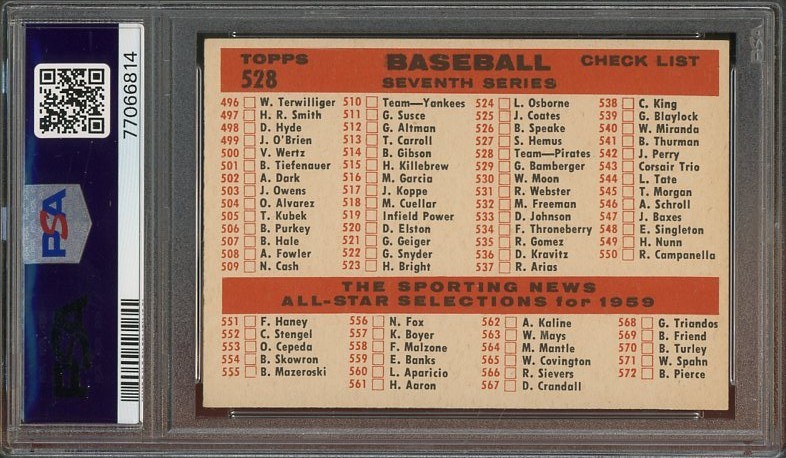 TOPPS
528
BASEBALL
CHECK LIST
SEVENTH SERIES
496 W. Terwilliger
497 H. R. Smith
498 D. Hyde
499 J. O'Brien
500 V. Wertz
501 B. Tiefenauer
502 A. Dark
503 J. Owens
504 O. Alvarez
505 T. Kubek
506 B. Purkey
507 B. Hale
508 A. Fowler
509 N. Cash
510 Team—Yankees
511 G. Susce
512 G. Altman
513 T. Carroll
514 B. Gibson
515 H. Killebrew
516 M. Garcia
517 J. Koppe
518 M. Cuellar
519 Infield Power
520 D. Elston
521 G. Geiger
522 G. Snyder
523 H. Bright
524 L. Osborne
525 J. Coates
526 B. Speake
527 S. Hemus
528 Team—Pirates
529 G. Bamberger
530 W. Moon
531 R. Webster
532 M. Freeman
533 D. Johnson
534 F. Throneberry
535 R. Gomez
536 D. Kravitz
537 R. Arias
538 C. King
539 G. Blaylock
540 W. Miranda
541 B. Thurman
542 J. Perry
543 Corsair Trio
544 L. Tate
545 T. Morgan
546 A. Schroll
547 J. Baxes
548 E. Singleton
549 H. Nunn
550 R. Campanella
THE SPORTING NEWS
ALL-STAR SELECTIONS for 1959
551 F. Haney
552 C. Stengel
553 O. Cepeda
554 B. Skowron
555 B. Mazeroski
556 N. Fox
557 K. Boyer
558 F. Malzone
559 E. Banks
560 L. Aparicio
561 H. Aaron
562 A. Kaline
563 W. Mays
564 M. Mantle
565 W. Covington
566 R. Sievers
567 D. Crandall
568 G. Triandos
569 B. Friend
570 B. Turley
571 W. Spahn
572 B. Pierce
77066814
PSA
PSA